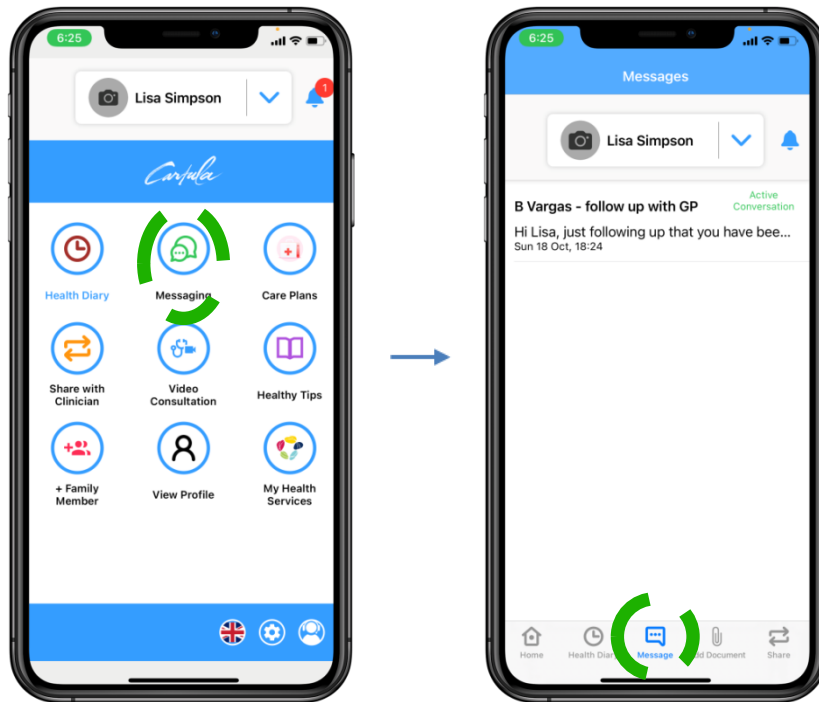 6:25
Lisa Simpson
1
Cartula
Health Diary
Messaging
Care Plans
Share with
Clinician
Video
Consultation
Healthy Tips
+ Family
Member
View Profile
My Health
Services
6:25
Messages
Lisa Simpson
B Vargas - follow up with GP
Active
Conversation
Hi Lisa, just following up that you have bee...
Sun 18 Oct, 18:24
Home
Health Diar
Message
d Document
Share